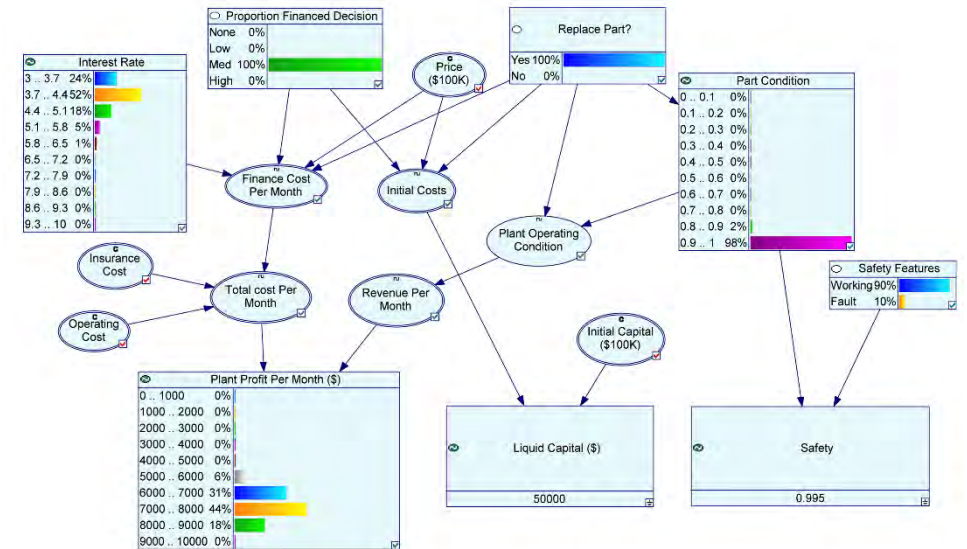 Proportion Financed Decision
None 0%
Low 0%
Med 100%
High 0%
Replace Part?
Yes 100%
No 0%
Interest Rate
3 .. 3.7 24%
3.7 .. 4.4 52%
4.4 .. 5.1 18%
5.1 .. 5.8 5%
5.8 .. 6.5 1%
6.5 .. 7.2 0%
7.2 .. 7.9 0%
7.9 .. 8.6 0%
8.6 .. 9.3 0%
9.3 .. 10 0%
Price
($100K)
Part Condition
0 .. 0.1 0%
0.1 .. 0.2 0%
0.2 .. 0.3 0%
0.3 .. 0.4 0%
0.4 .. 0.5 0%
0.5 .. 0.6 0%
0.6 .. 0.7 0%
0.7 .. 0.8 0%
0.8 .. 0.9 2%
0.9 .. 1 98%
Finance Cost
Per Month
Initial Costs
Plant Operating
Condition
Insurance
Cost
Total cost Per
Month
Revenue Per
Month
Operating
Cost
Initial Capital
($100K)
Safety Features
Working 90%
Fault 10%
Plant Profit Per Month ($)
0 .. 1000 0%
1000 .. 2000 0%
2000 .. 3000 0%
3000 .. 4000 0%
4000 .. 5000 0%
5000 .. 6000 6%
6000 .. 7000 31%
7000 .. 8000 44%
8000 .. 9000 18%
9000 .. 10000 0%
Liquid Capital ($)
50000
Safety
0.995